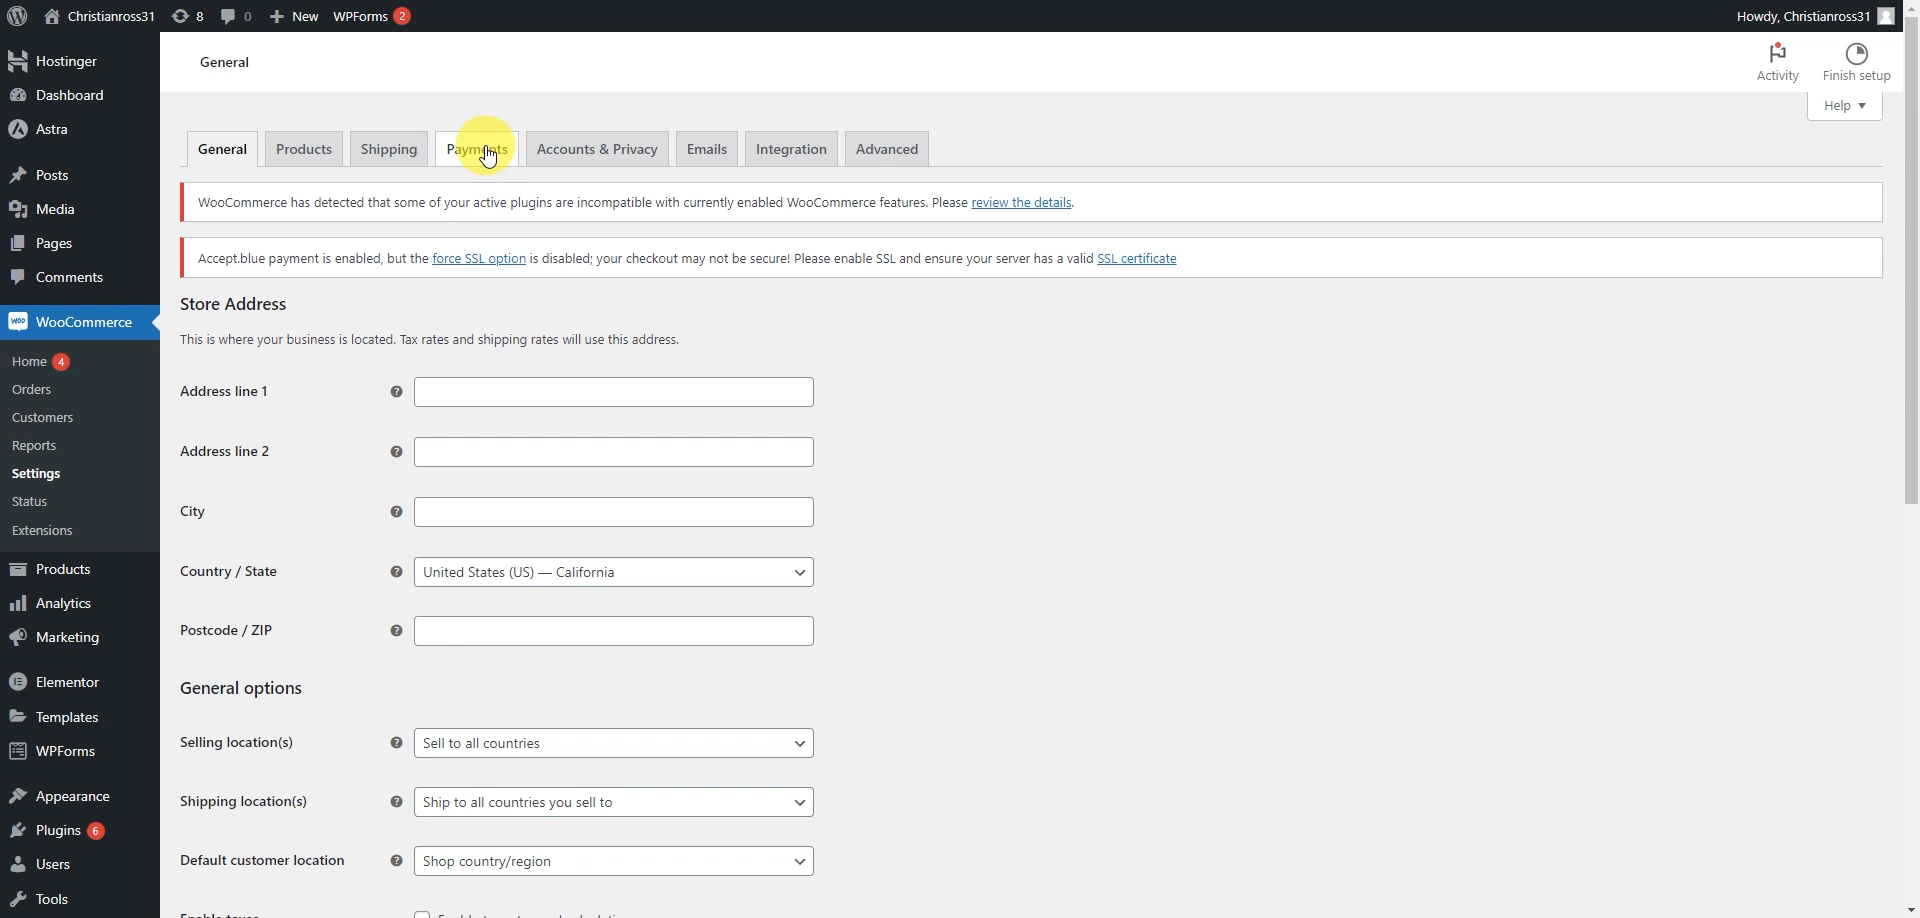 Christianross31
8
0
New
WPForms 2
Howdy, Christianross31
Hostinger
Dashboard
Astra
Posts
Media
Pages
Comments
Woo WooCommerce
Home 4
Orders
Customers
Reports
Settings
Status
Extensions
Products
Analytics
Marketing
Elementor
Templates
WPForms
Appearance
Plugins 6
Users
Tools
General
Activity
Finish setup
Help
General
Products
Shipping
Payments
Accounts & Privacy
Emails
Integration
Advanced
WooCommerce has detected that some of your active plugins are incompatible with currently enabled WooCommerce features. Please review the details.
Accept.blue payment is enabled, but the force SSL option is disabled; your checkout may not be secure! Please enable SSL and ensure your server has a valid SSL certificate
Store Address
This is where your business is located. Tax rates and shipping rates will use this address.
Address line 1
Address line 2
City
Country / State
United States (US) — California
Postcode / ZIP
General options
Selling location(s)
Sell to all countries
Shipping location(s)
Ship to all countries you sell to
Default customer location
Shop country/region